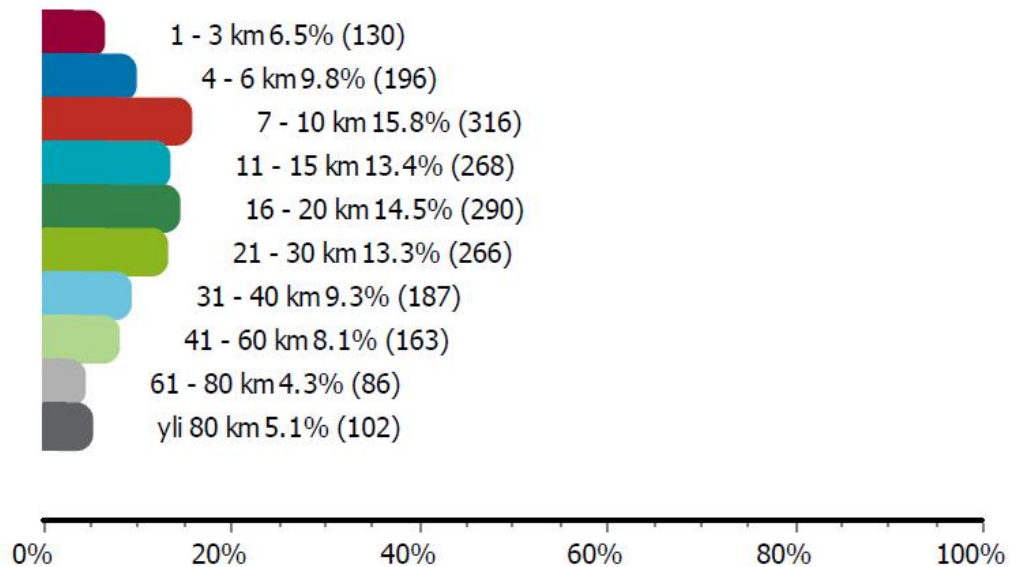 1 - 3 km 6.5% (130)
4 - 6 km 9.8% (196)
7 - 10 km 15.8% (316)
11 - 15 km 13.4% (268)
16 - 20 km 14.5% (290)
21 - 30 km 13.3% (266)
31 - 40 km 9.3% (187)
41 - 60 km 8.1% (163)
61 - 80 km 4.3% (86)
yli 80 km 5.1% (102)
0% 20% 40% 60% 80% 100%